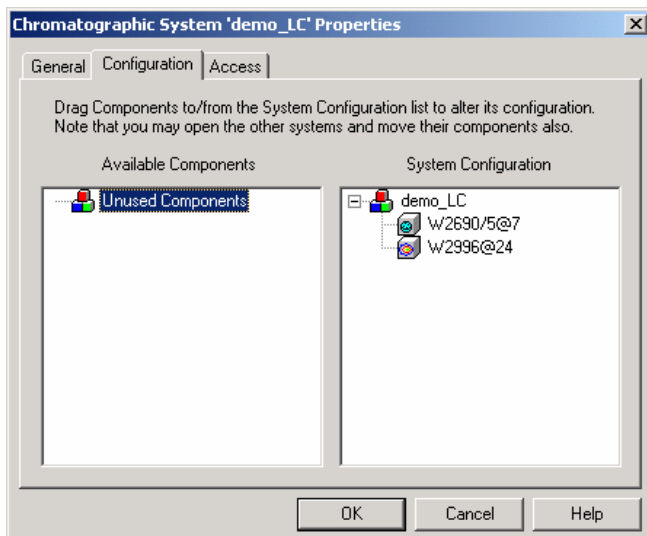 Chromatographic System 'demo_LC' Properties
General
Configuration
Access
Drag Components to/from the System Configuration list to alter its configuration.
Note that you may open the other systems and move their components also.
Available Components
System Configuration
Unused Components
demo_LC
W2690/5@7
W2996@24
OK
Cancel
Help